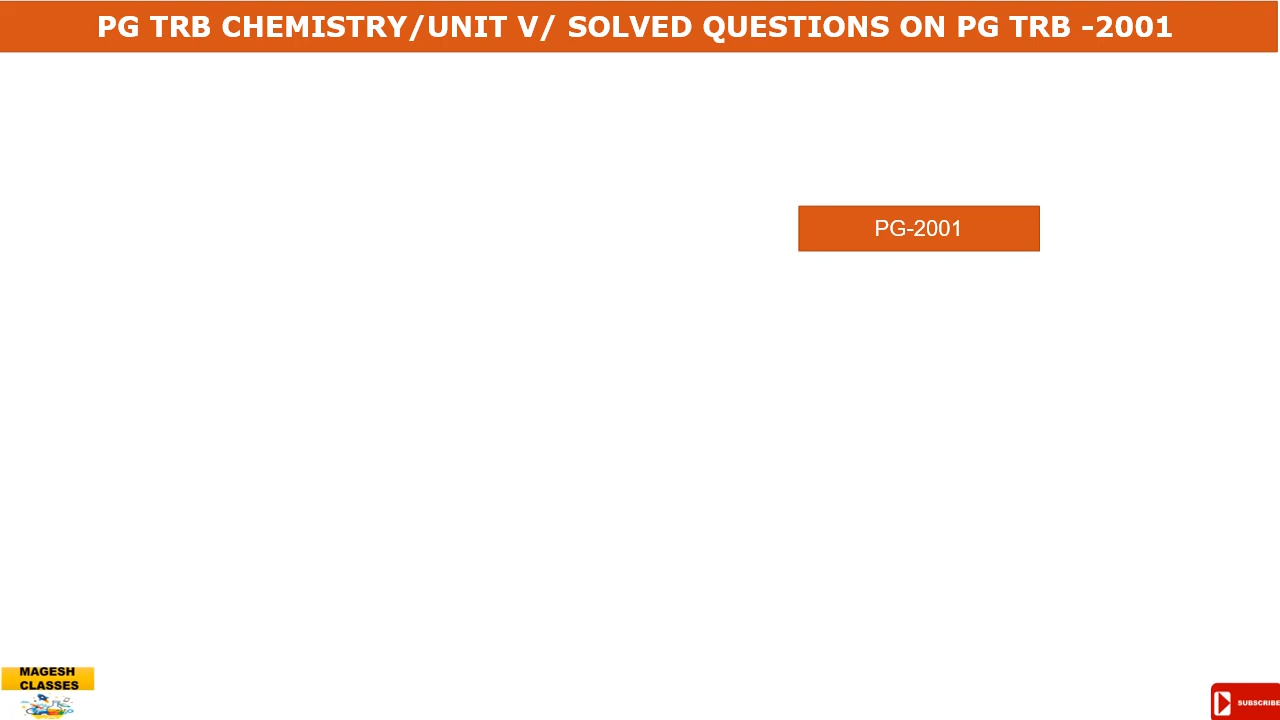 PG TRB CHEMISTRY/UNIT V/ SOLVED QUESTIONS ON PG TRB -2001
PG-2001
MAGESH
CLASSES
SUBSCRIBE